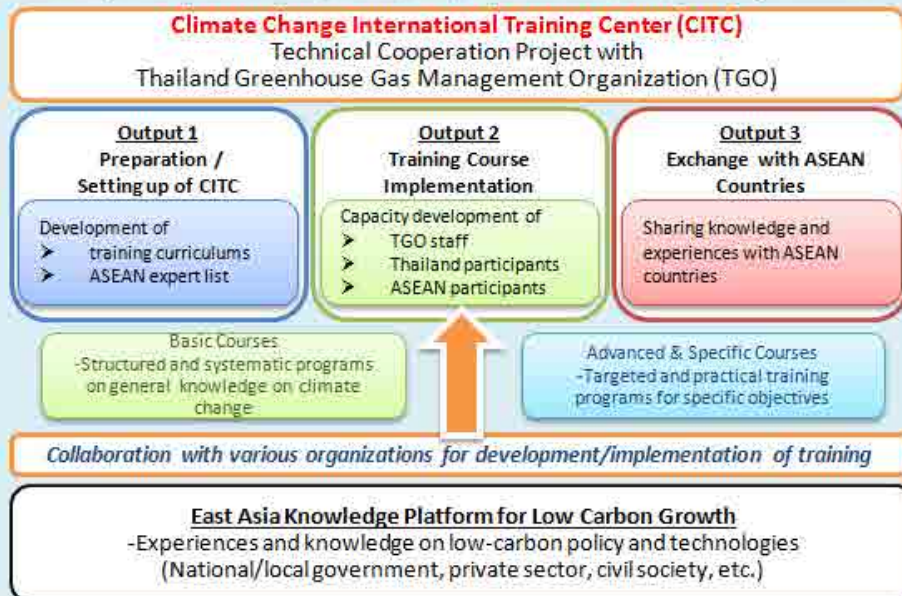 Climate Change International Training Center (CITC)
Technical Cooperation Project with
Thailand Greenhouse Gas Management Organization (TGO)
Output 1
Preparation /
Setting up of CITC
Development of
➤ training curriculums
➤ ASEAN expert list
Output 2
Training Course
Implementation
Capacity development of
➤ TGO staff
➤ Thailand participants
➤ ASEAN participants
Output 3
Exchange with ASEAN
Countries
Sharing knowledge and
experiences with ASEAN
countries
Basic Courses
-Structured and systematic programs
on general knowledge on climate
change
Advanced & Specific Courses
-Targeted and practical training
programs for specific objectives
Collaboration with various organizations for development/implementation of training
East Asia Knowledge Platform for Low Carbon Growth
-Experiences and knowledge on low-carbon policy and technologies
(National/local government, private sector, civil society, etc.)